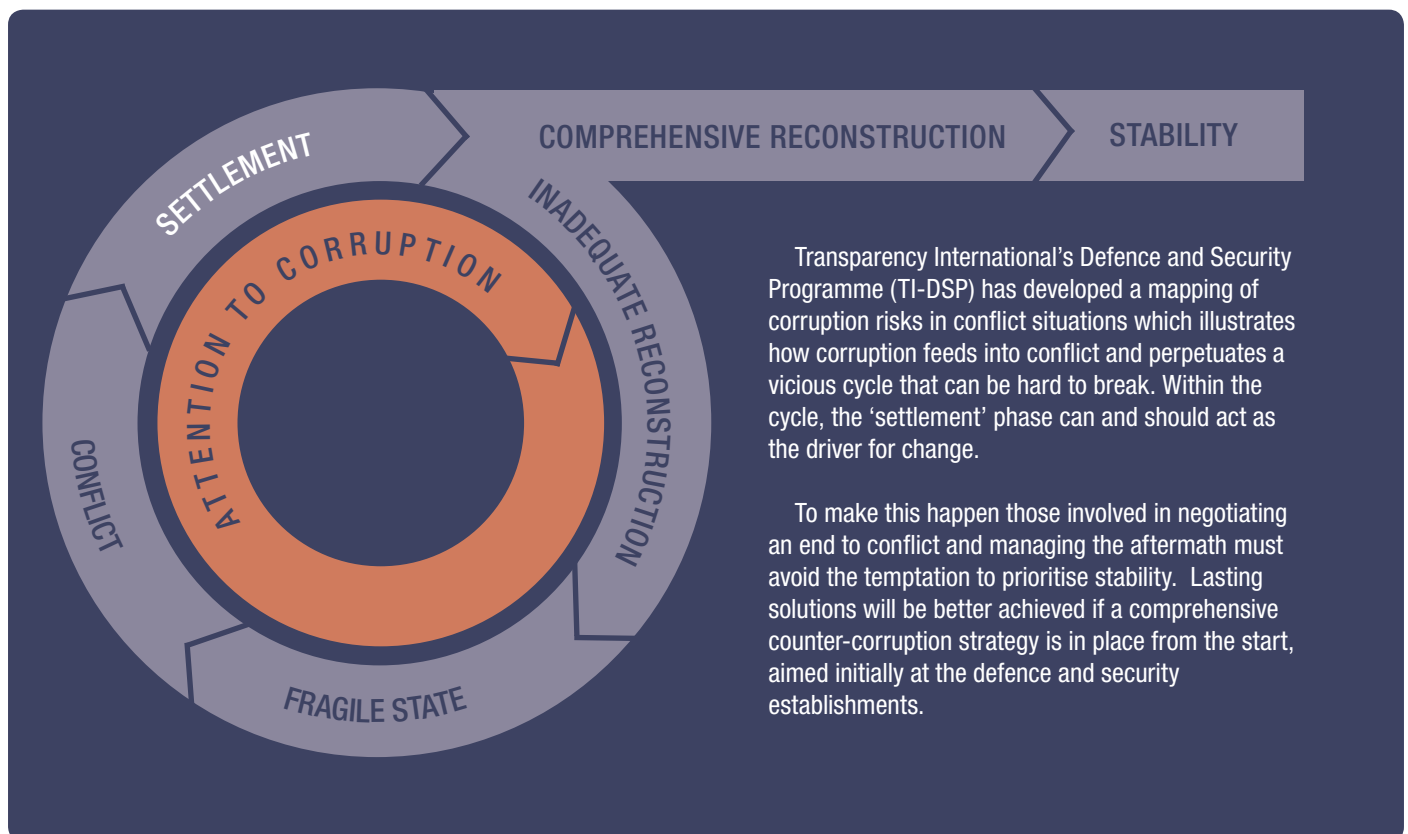 COMPREHENSIVE RECONSTRUCTION
STABILITY
SETTLEMENT
INADEQUATE RECONSTRUCTION
ATTENTION TO CORRUPTION
CONFLICT
FRAGILE STATE
Transparency International’s Defence and Security
Programme (TI-DSP) has developed a mapping of
corruption risks in conflict situations which illustrates
how corruption feeds into conflict and perpetuates a
vicious cycle that can be hard to break. Within the
cycle, the ‘settlement’ phase can and should act as
the driver for change.
To make this happen those involved in negotiating
an end to conflict and managing the aftermath must
avoid the temptation to prioritise stability. Lasting
solutions will be better achieved if a comprehensive
counter-corruption strategy is in place from the start,
aimed initially at the defence and security
establishments.